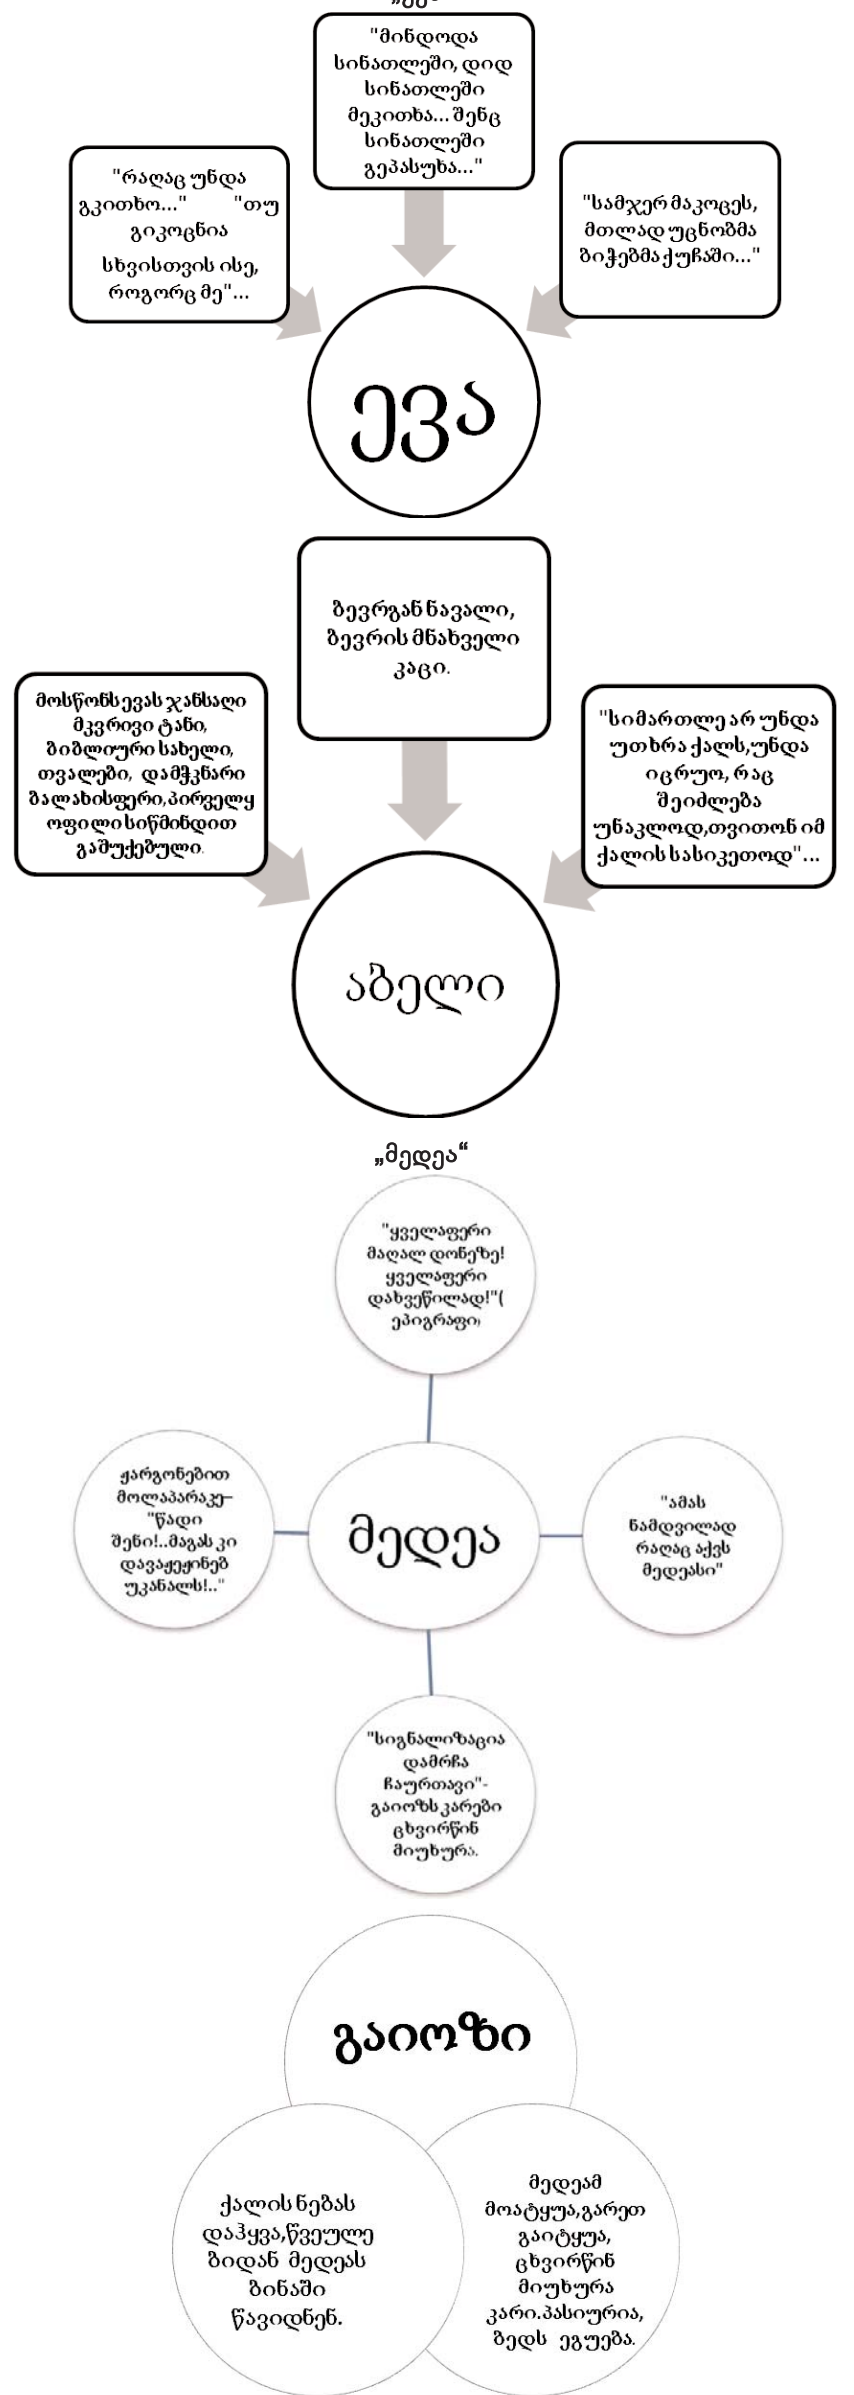 "მინდოდა
სინათლეში, დიდ
სინათლეში
მეკითხა... შენც
სინათლეში
გეპასუხა..."
"რაღაც უნდა
გკითხო..." "თუ
გიკოცნია
სხვისთვის ისე,
როგორც მე"...
"სამჯერ მაკოცეს,
მთლად უცნობმა
ბიჭებმა ქუჩაში..."
ევა
ბევრგან ნავალი,
ბევრის მნახველი
კაცი.
მოსწონს ევას ჯანსაღი
მკვრივი ტანი,
ბიბლიური სახელი,
თვალები, დამჭკნარი
ბალახისფერი,პირველყ
ოფილი სიწმინდით
გაშუქებული.
"სიმართლე არ უნდა
უთხრა ქალს,უნდა
იცრუო, რაც
შეიძლება
უნაკლოდ,თვითონ იმ
ქალის სასიკეთოდ"...
აბელი
„მედეა“
"ყველაფერი
მაღალ დონეზე!
ყველაფერი
დახვეწილად!"(
ეპიგრაფი)
ჟარგონებით
მოლაპარაკე–
"წადი
შენი!..მაგას კი
დავაჟეჟინებ
უკანალს!.."
მედეა
"ამას
ნამდვილად
რაღაც აქვს
მედეასი"
"სიგნალიზაცია
დამრჩა
ჩაურთავი"-
გაიოზს კარები
ცხვირწინ
მიუხურა.
გაიოზი
ქალის ნებას
დაჰყვა,წვეულე
ბიდან მედეას
ბინაში
წავიდნენ.
მედეამ
მოატყუა,გარეთ
გაიტყუა,
ცხვირწინ
მიუხურა
კარი.პასიურია,
ბედს ეგუება.